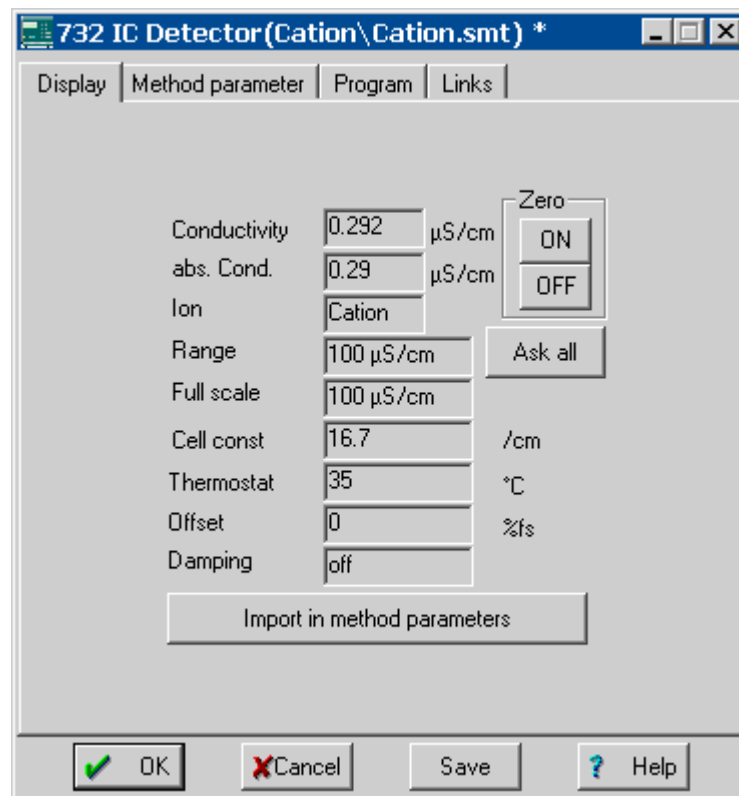 732 IC Detector(Cation\Cation.smt) *
Display Method parameter Program Links
Zero
Conductivity 0.292 µS/cm ON
abs. Cond. 0.29 µS/cm OFF
Ion Cation
Range 100 µS/cm Ask all
Full scale 100 µS/cm
Cell const 16.7 /cm
Thermostat 35 °C
Offset 0 %fs
Damping off
Import in method parameters
OK Cancel Save ? Help